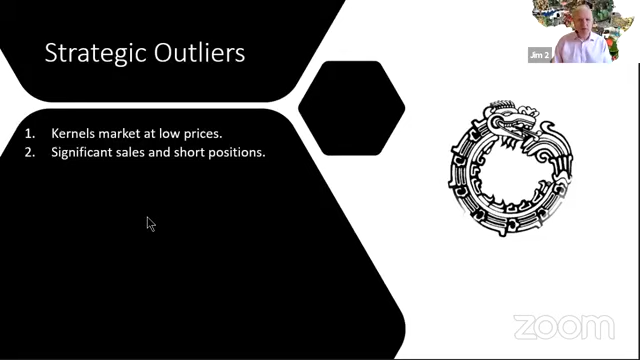 Strategic Outliers
Jim 2
1. Kernels market at low prices.
2. Significant sales and short positions.
zoom